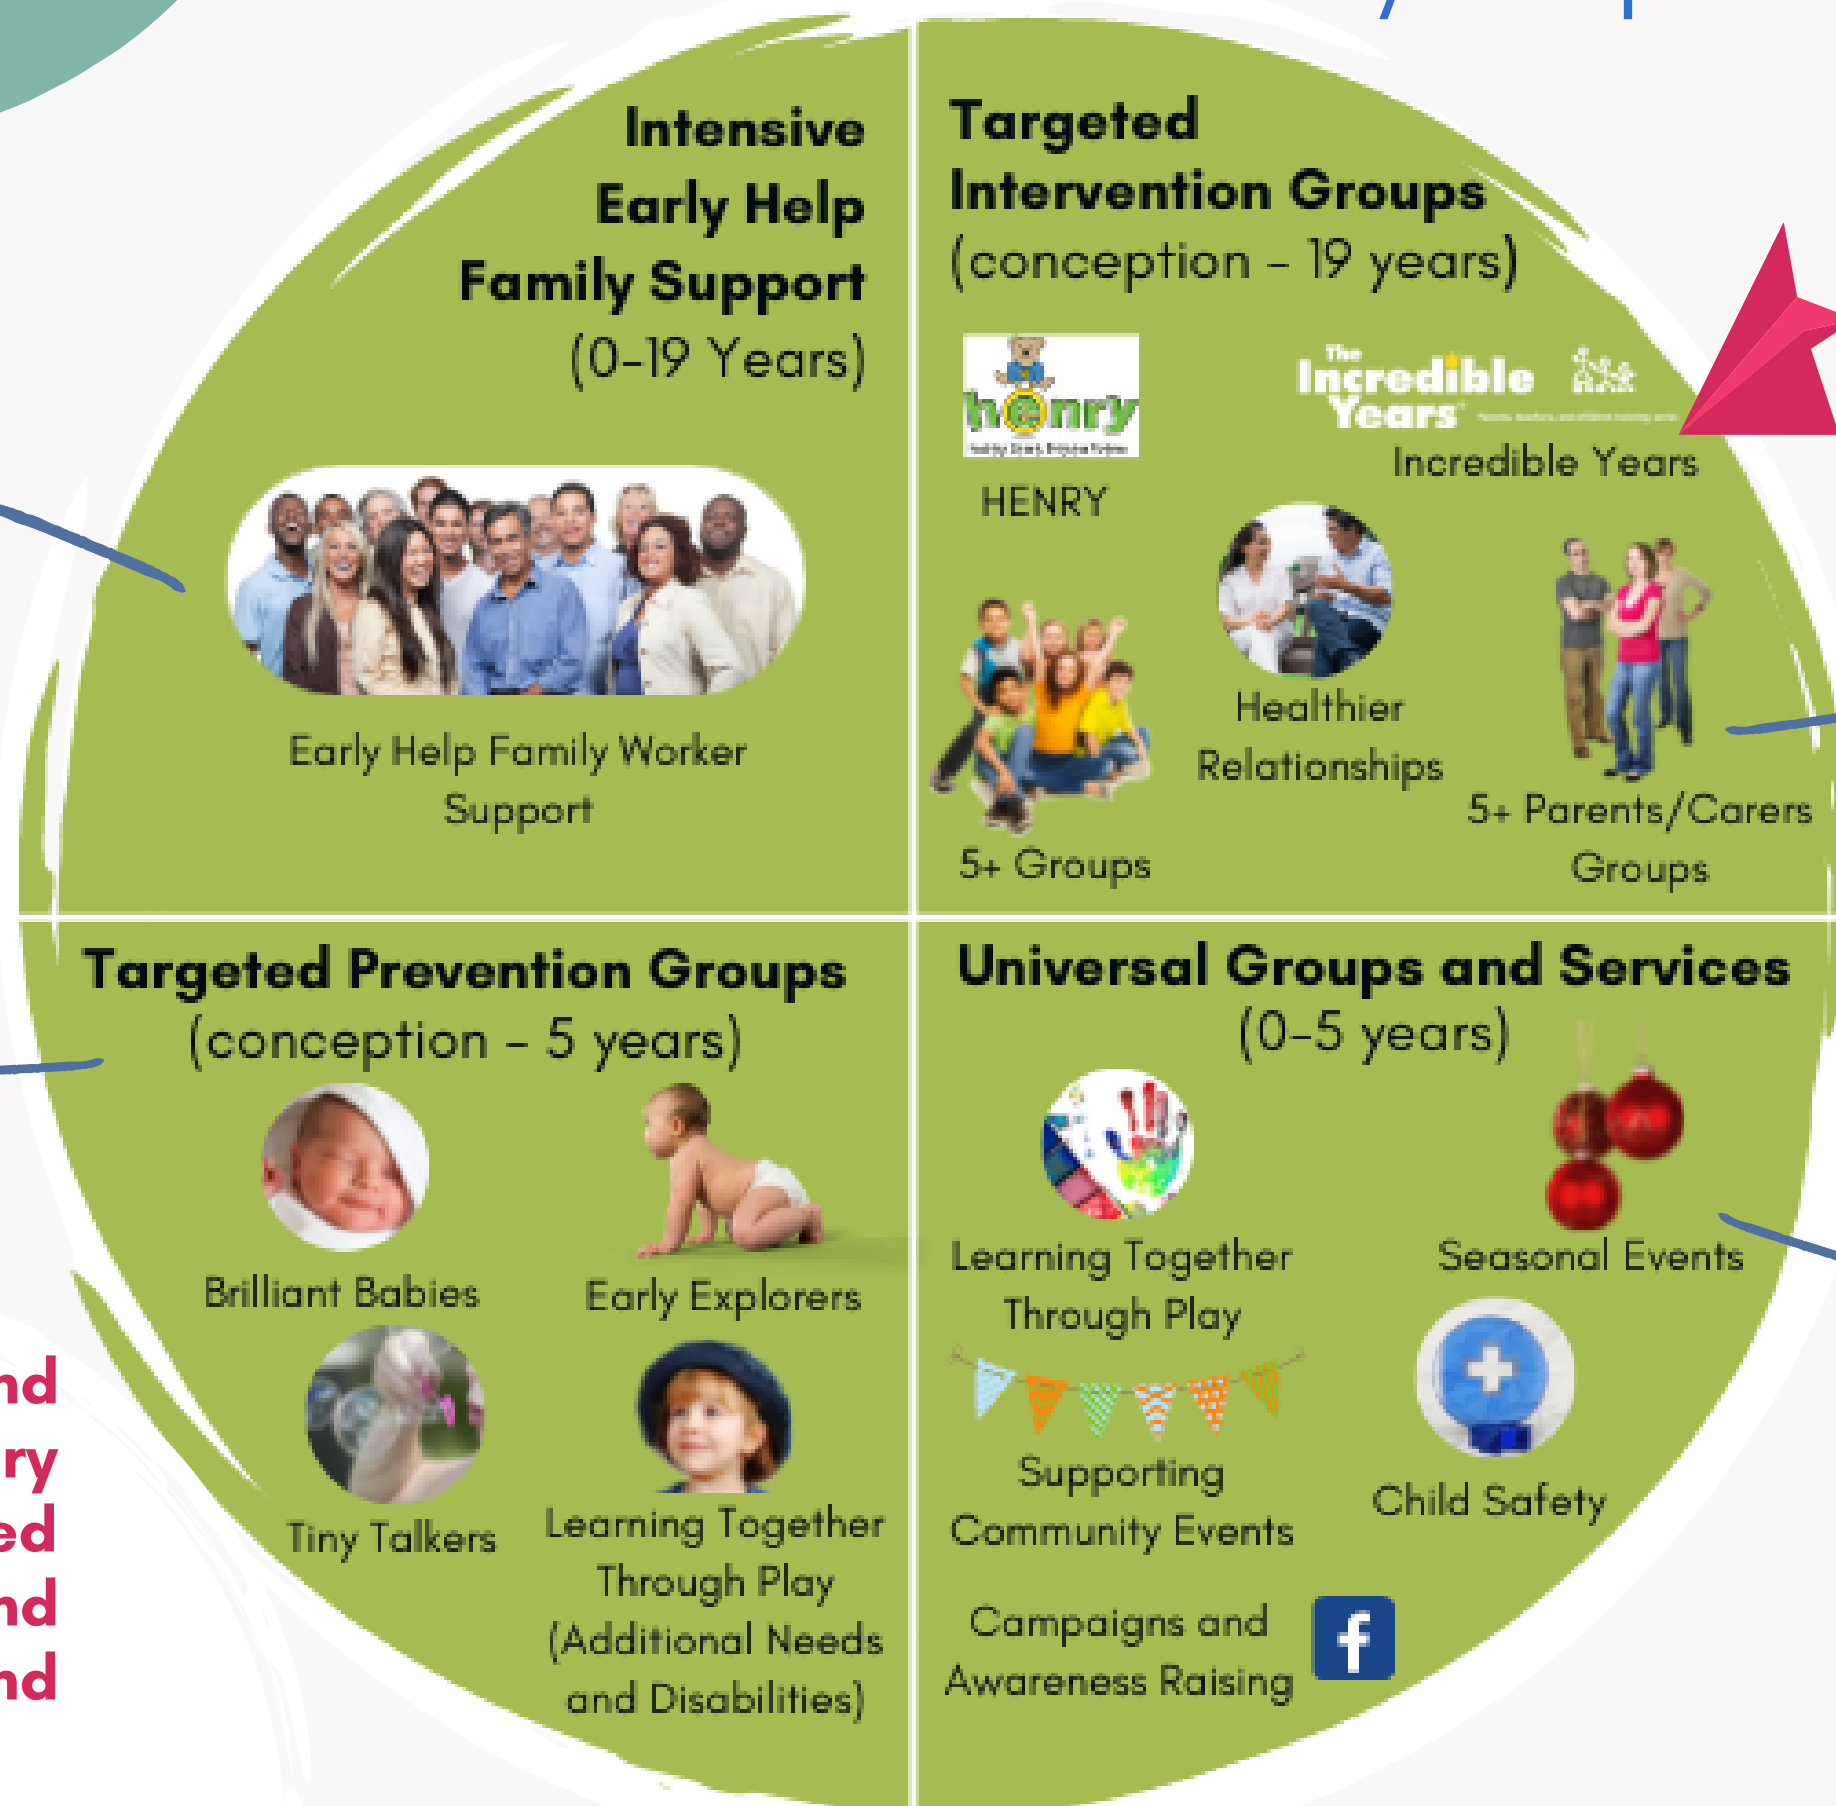 Intensive
Early Help
Family Support
(0-19 Years)
Early Help Family Worker
Support
Targeted
Intervention Groups
(conception - 19 years)
henry
HENRY
The
Incredible
Years
Incredible Years
Healthier
Relationships
5+ Groups
5+ Parents/Carers
Groups
Targeted Prevention Groups
(conception - 5 years)
Brilliant Babies
Early Explorers
Tiny Talkers
Learning Together
Through Play
(Additional Needs
and Disabilities)
Universal Groups and Services
(0-5 years)
Learning Together
Through Play
Seasonal Events
Supporting
Community Events
Child Safety
Campaigns and
Awareness Raising
f
nd
ry
ed
nd
nd